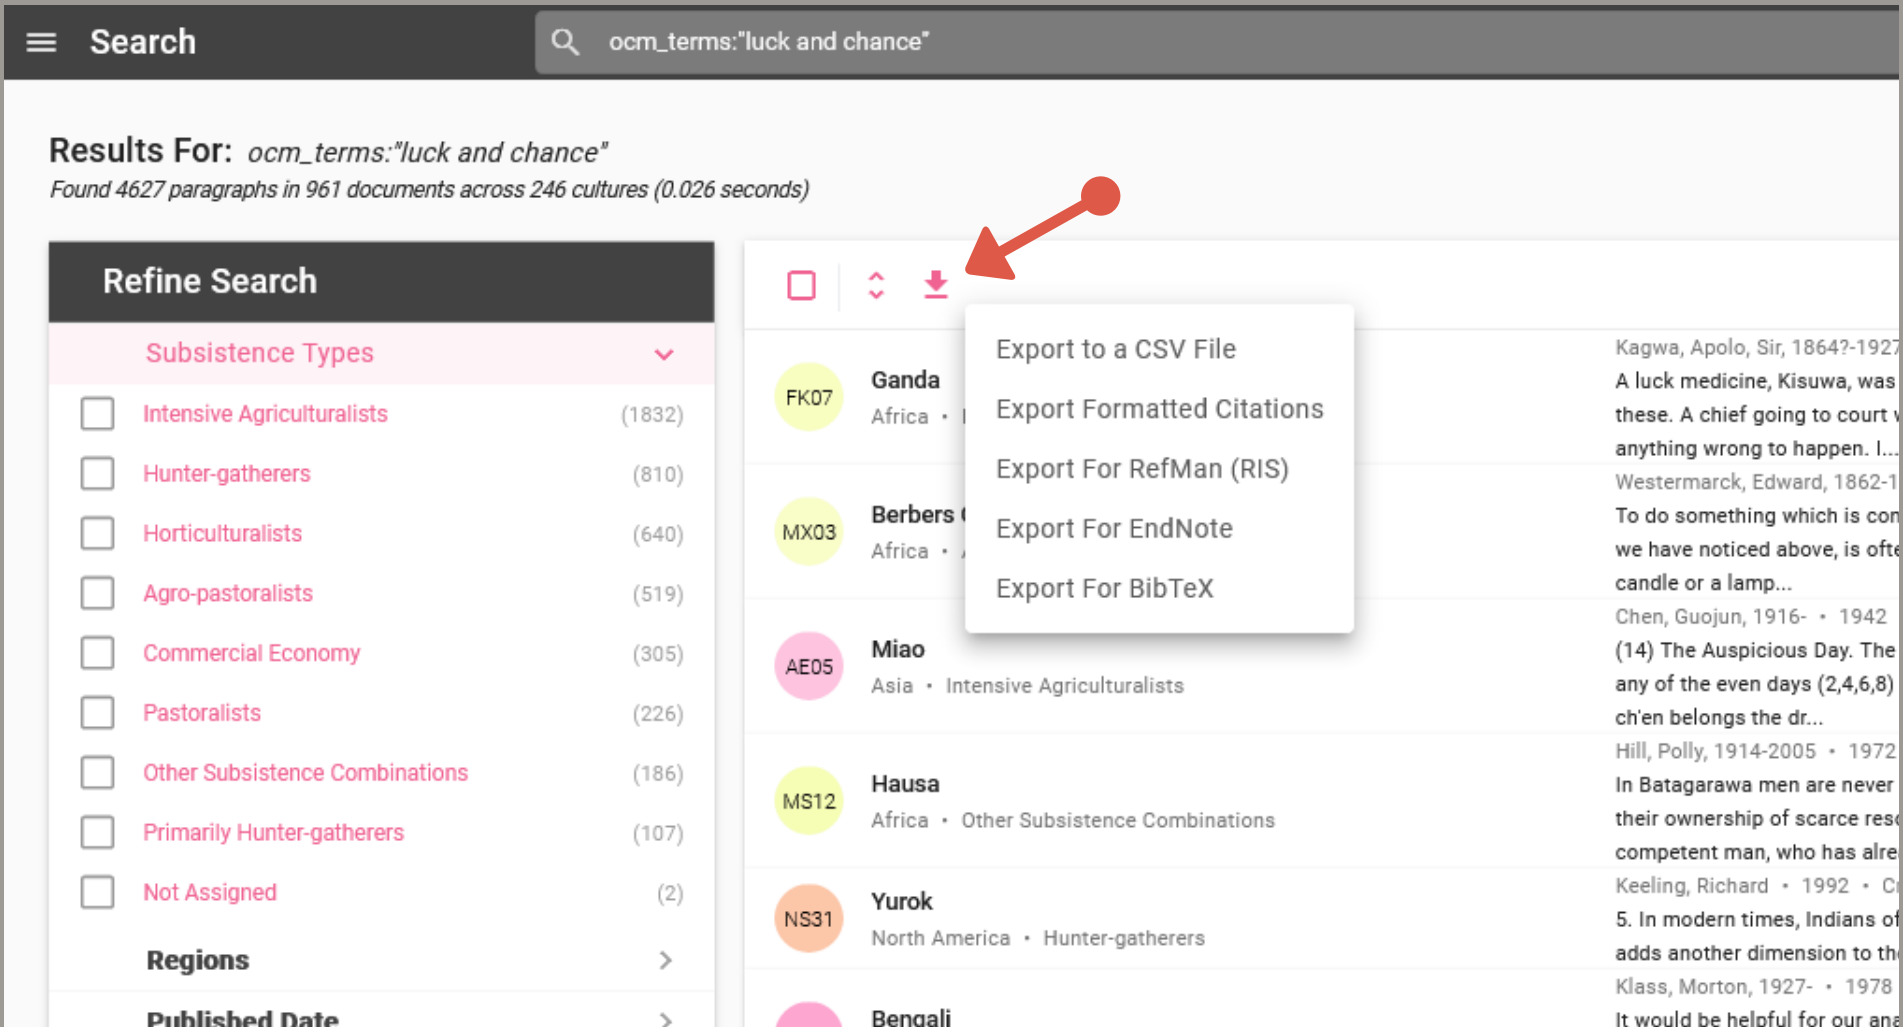 Search
ocm_terms:"luck and chance"
Results For: ocm_terms:"luck and chance"
Found 4627 paragraphs in 961 documents across 246 cultures (0.026 seconds)
Refine Search
Subsistence Types
Intensive Agriculturalists (1832)
Hunter-gatherers (810)
Horticulturalists (640)
Agro-pastoralists (519)
Commercial Economy (305)
Pastoralists (226)
Other Subsistence Combinations (186)
Primarily Hunter-gatherers (107)
Not Assigned (2)
Regions
Published Date
Export to a CSV File
Export Formatted Citations
Export For RefMan (RIS)
Export For EndNote
Export For BibTeX
FK07
Ganda
Africa •
Kagwa, Apolo, Sir, 1864?-1927
A luck medicine, Kisuwa, was
these. A chief going to court
anything wrong to happen. I...
MX03
Berbers
Africa •
Westermarck, Edward, 1862-1
To do something which is con
we have noticed above, is ofte
candle or a lamp...
AE05
Miao
Asia • Intensive Agriculturalists
Chen, Guojun, 1916- • 1942
(14) The Auspicious Day. The
any of the even days (2,4,6,8)
ch'en belongs the dr...
MS12
Hausa
Africa • Other Subsistence Combinations
Hill, Polly, 1914-2005 • 1972
In Batagarawa men are never
their ownership of scarce reso
competent man, who has alre
NS31
Yurok
North America • Hunter-gatherers
Keeling, Richard • 1992 •
5. In modern times, Indians of
adds another dimension to the
Bengali
Klass, Morton, 1927- • 1978
It would be helpful for our ana